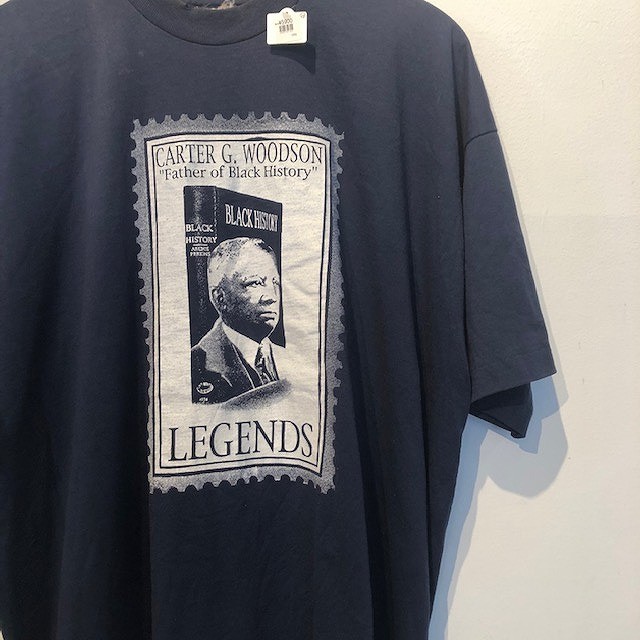 CARTER G. WOODSON
"Father of Black History"
BLACK HISTORY
BLACK
HISTORY
LEGENDS